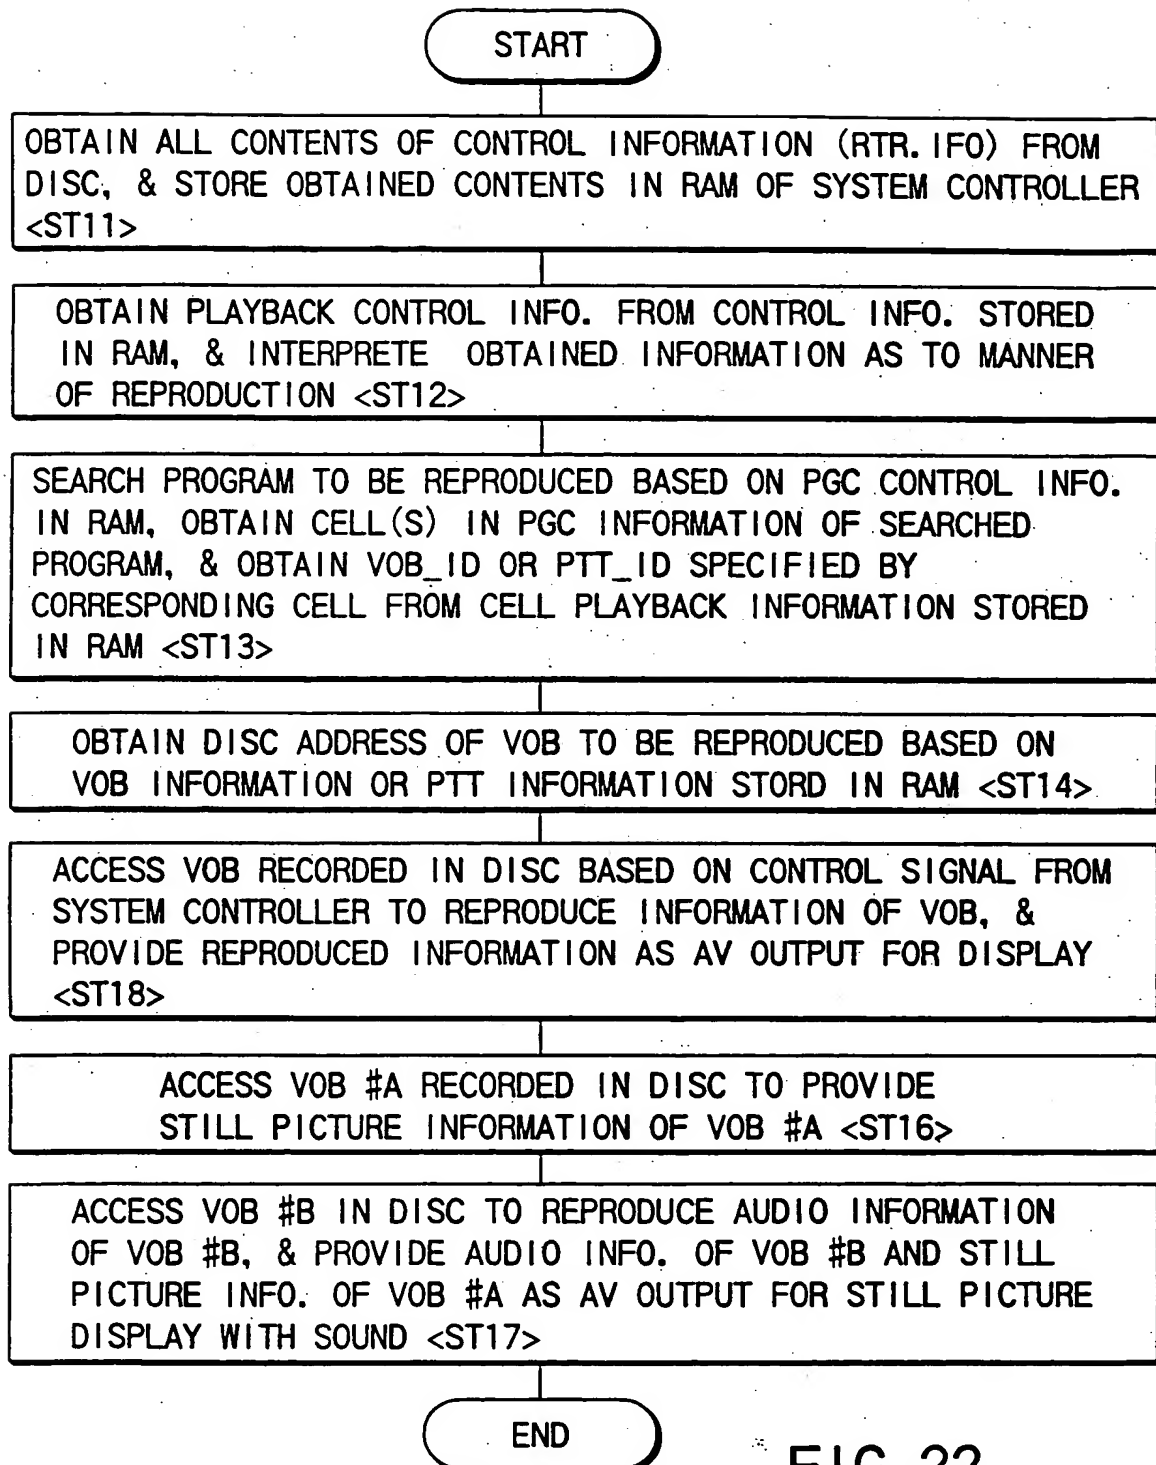 START
OBTAIN ALL CONTENTS OF CONTROL INFORMATION (RTR.IFO) FROM
DISC, & STORE OBTAINED CONTENTS IN RAM OF SYSTEM CONTROLLER
<ST11>
OBTAIN PLAYBACK CONTROL INFO. FROM CONTROL INFO. STORED
IN RAM, & INTERPRETE OBTAINED INFORMATION AS TO MANNER
OF REPRODUCTION <ST12>
SEARCH PROGRAM TO BE REPRODUCED BASED ON PGC CONTROL INFO.
IN RAM, OBTAIN CELL(S) IN PGC INFORMATION OF SEARCHED
PROGRAM, & OBTAIN VOB_ID OR PTT_ID SPECIFIED BY
CORRESPONDING CELL FROM CELL PLAYBACK INFORMATION STORED
IN RAM <ST13>
OBTAIN DISC ADDRESS OF VOB TO BE REPRODUCED BASED ON
VOB INFORMATION OR PTT INFORMATION STORD IN RAM <ST14>
ACCESS VOB RECORDED IN DISC BASED ON CONTROL SIGNAL FROM
SYSTEM CONTROLLER TO REPRODUCE INFORMATION OF VOB, &
PROVIDE REPRODUCED INFORMATION AS AV OUTPUT FOR DISPLAY
<ST18>
ACCESS VOB #A RECORDED IN DISC TO PROVIDE
STILL PICTURE INFORMATION OF VOB #A <ST16>
ACCESS VOB #B IN DISC TO REPRODUCE AUDIO INFORMATION
OF VOB #B, & PROVIDE AUDIO INFO. OF VOB #B AND STILL
PICTURE INFO. OF VOB #A AS AV OUTPUT FOR STILL PICTURE
DISPLAY WITH SOUND <ST17>
END
FIG. 22